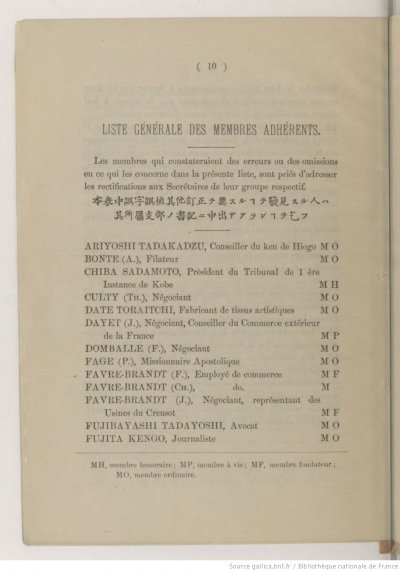 ( 10 )
LISTE GÉNÉRALE DES MEMBRES ADHÉRENTS.
Les membres qui constateraient des erreurs ou des omissions
en ce qui les concerne dans la présente liste, sont priés d'adresser
les rectifications aux Secrétaires de leur groupe respectif.
本表中誤字誤植其他訂正ヲ要スルヿヲ發見スル人ハ
其所屬支部ノ書記ニ申出アランヿヲ乞フ
ARIYOSHI TADAKADZU, Conseiller du ken de Hiogo M O
BONTE (A.), Filateur M O
CHIBA SADAMOTO, Président du Tribunal de 1 ère
Instance de Kobe M H
CULTY (TH.), Négociant M O
DATE TORAITCHI, Fabricant de tissus artistiques M O
DAYET (J.), Négociant, Conseiller du Commerce extérieur
de la France M P
DOMBALLE (F.), Négociant M O
FAGE (P.), Missionnaire Apostolique M O
FAVRE-BRANDT (F.), Employé de commerce M F
FAVRE-BRANDT (CH.), do. M
FAVRE-BRANDT (J.), Négociant, représentant des
Usines du Creusot M F
FUJIBAYASHI TADAYOSHI, Avocat M O
FUJITA KENGO, Journaliste M O
MH, membre honoraire; MP, membre à vie; MF, membre fondateur;
MO, membre ordinaire.
Source gallica.bnf.fr / Bibliothèque nationale de France